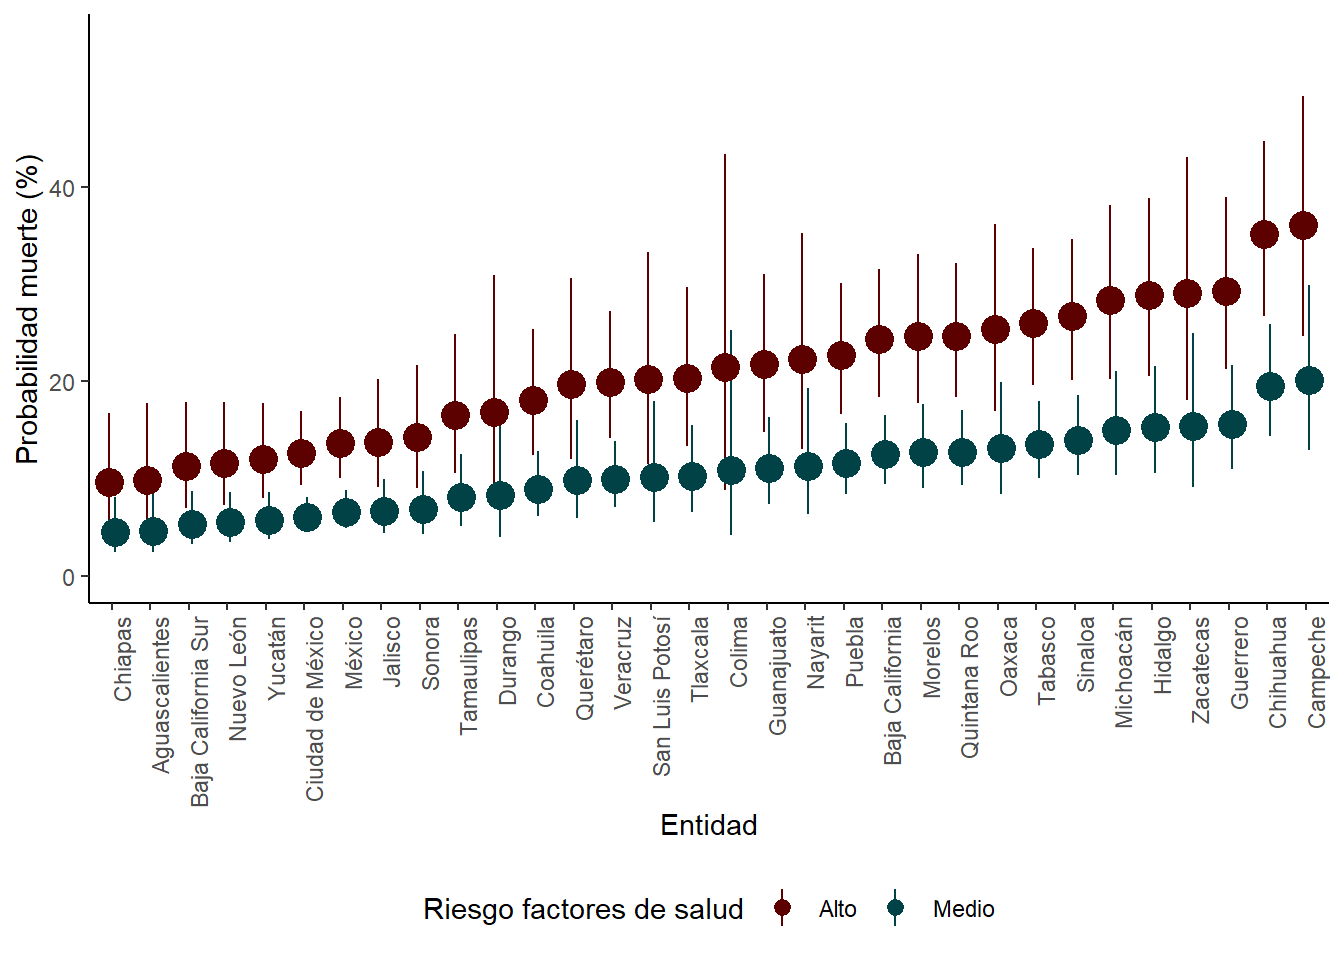 Probabilidad muerte (%)
40
20
0
Chiapas
Aguascalientes
Baja California Sur
Nuevo León
Yucatán
Ciudad de México
México
Jalisco
Sonora
Tamaulipas
Durango
Coahuila
Querétaro
Veracruz
San Luis Potosí
Tlaxcala
Colima
Guanajuato
Nayarit
Puebla
Baja California
Morelos
Quintana Roo
Oaxaca
Tabasco
Sinaloa
Michoacán
Hidalgo
Zacatecas
Guerrero
Chihuahua
Campeche
Entidad
Riesgo factores de salud Alto Medio